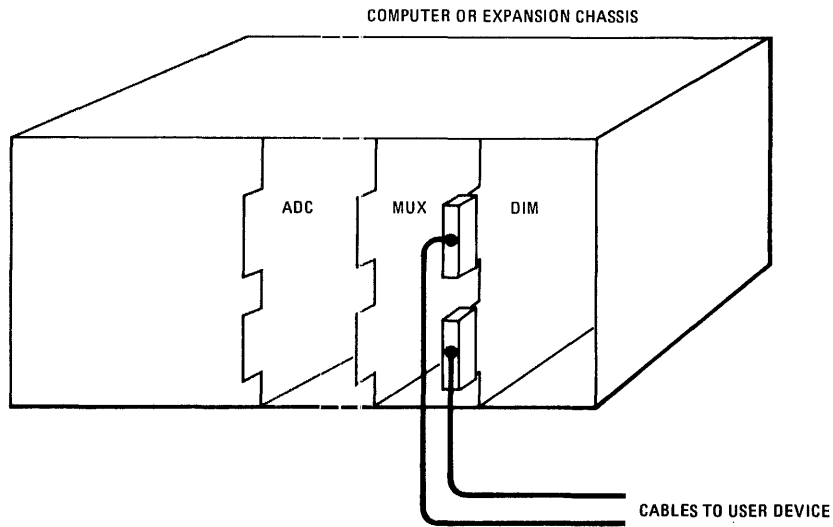 COMPUTER OR EXPANSION CHASSIS
ADC MUX DIM
CABLES TO USER DEVICE